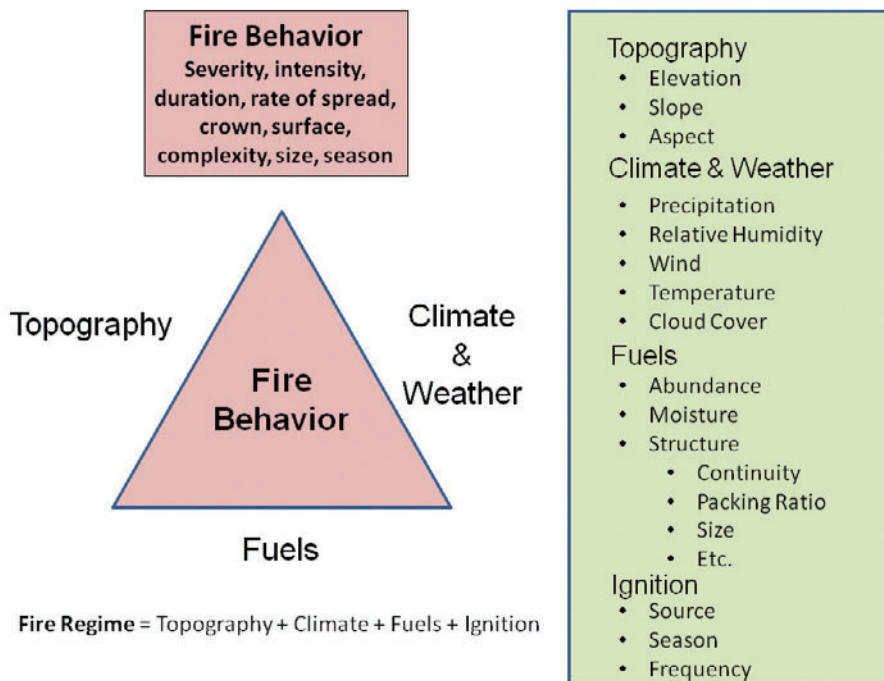 Fire Behavior
Severity, intensity,
duration, rate of spread,
crown, surface,
complexity, size, season
Topography
Climate
&
Weather
Fire
Behavior
Fuels
Fire Regime = Topography + Climate + Fuels + Ignition
Topography
• Elevation
• Slope
• Aspect
Climate & Weather
• Precipitation
• Relative Humidity
• Wind
• Temperature
• Cloud Cover
Fuels
• Abundance
• Moisture
• Structure
• Continuity
• Packing Ratio
• Size
• Etc.
Ignition
• Source
• Season
• Frequency